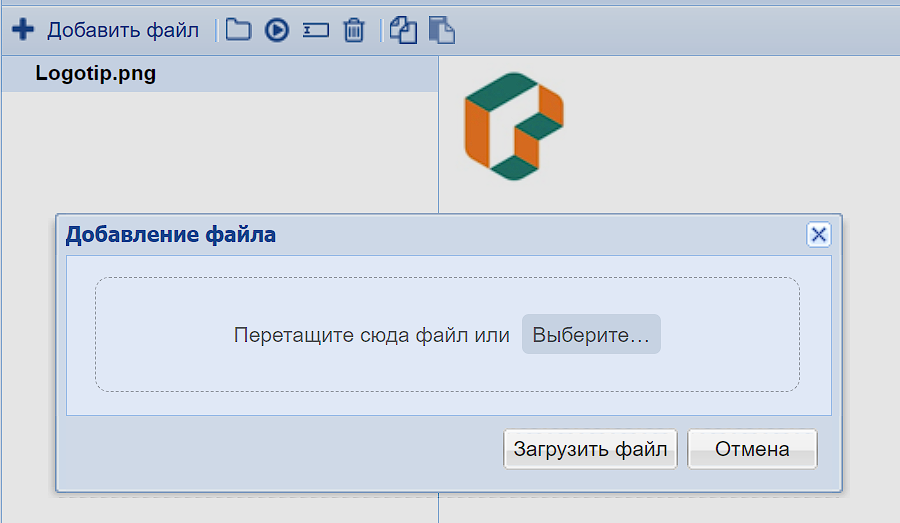 Добавить файл
Logotip.png
Добавление файла
Перетащите сюда файл или Выберите...
Загрузить файл Отмена